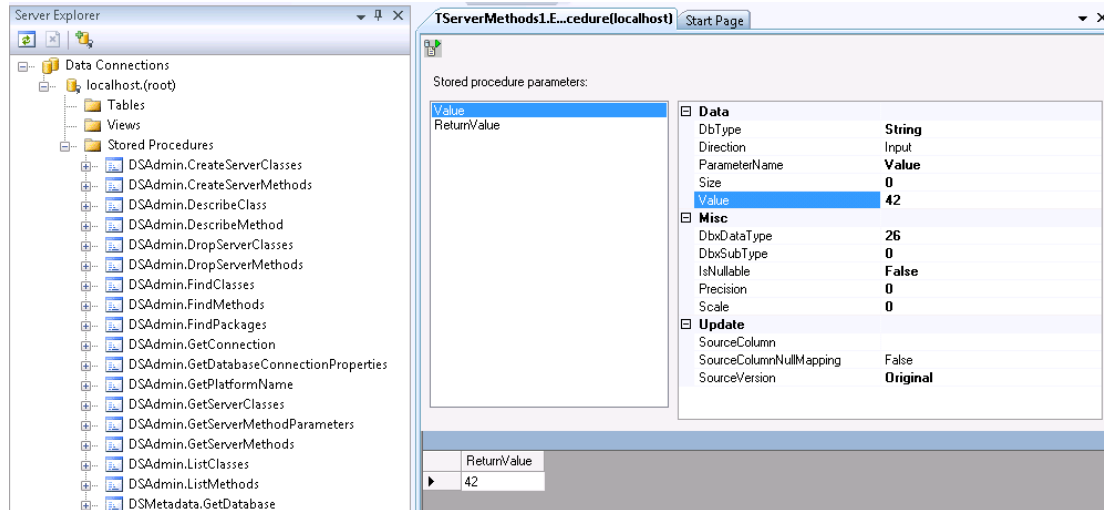 Server Explorer
Data Connections
localhost.(root)
Tables
Views
Stored Procedures
DSAdmin.CreateServerClasses
DSAdmin.CreateServerMethods
DSAdmin.DescribeClass
DSAdmin.DescribeMethod
DSAdmin.DropServerClasses
DSAdmin.DropServerMethods
DSAdmin.FindClasses
DSAdmin.FindMethods
DSAdmin.FindPackages
DSAdmin.GetConnection
DSAdmin.GetDatabaseConnectionProperties
DSAdmin.GetPlatformName
DSAdmin.GetServerClasses
DSAdmin.GetServerMethodParameters
DSAdmin.GetServerMethods
DSAdmin.ListClasses
DSAdmin.ListMethods
DSMetadata.GetDatabase
TServerMethods1.E...cedure(localhost) Start Page
Stored procedure parameters:
Value
ReturnValue
Data
DbType String
Direction Input
ParameterName Value
Size 0
Value 42
Misc
DbxDataType 26
DbxSubType 0
IsNullable False
Precision 0
Scale 0
Update
SourceColumn
SourceColumnNullMapping False
SourceVersion Original
ReturnValue
42